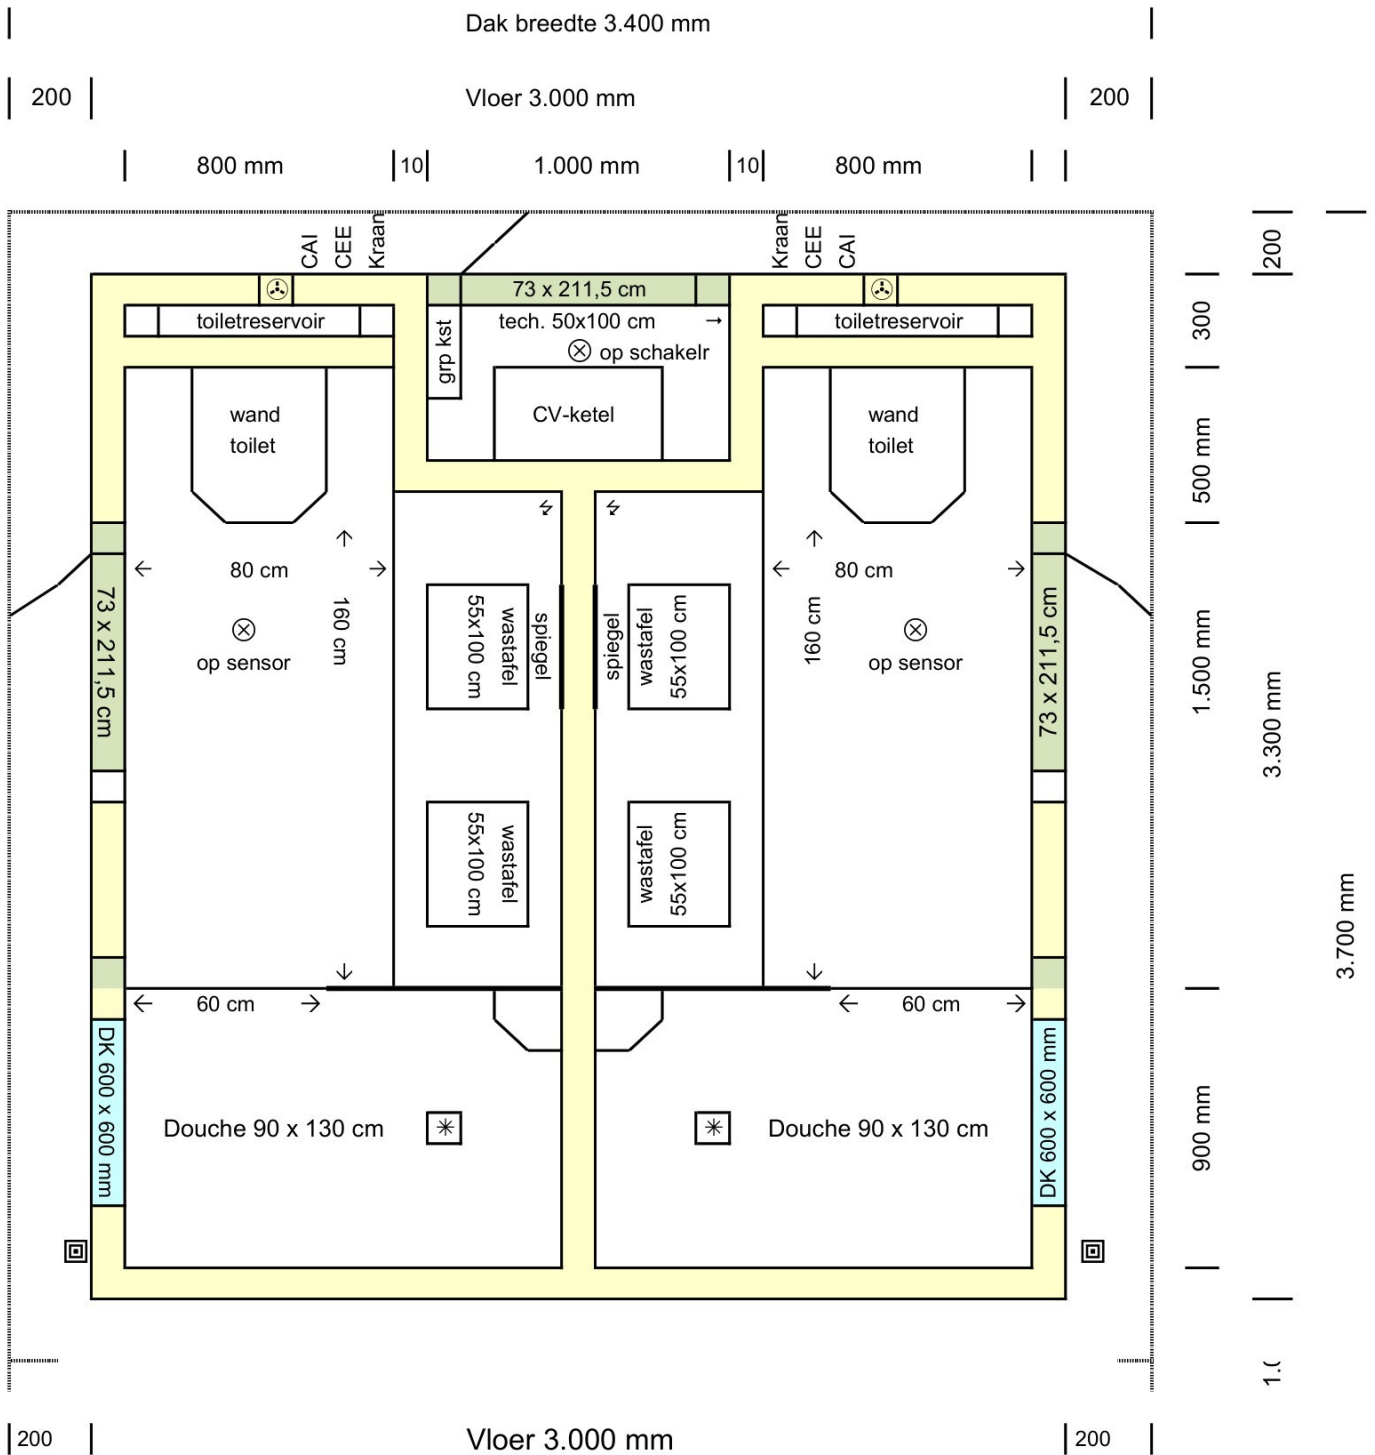 Dak breedte 3.400 mm
200
Vloer 3.000 mm
200
800 mm
10
1.000 mm
10
800 mm
CAI
CEE
Kraan
Kraan
CEE
CAI
200
73 x 211,5 cm
toiletreservoir
grp kst
tech. 50x100 cm
op schakelr
toiletreservoir
300
wand
toilet
CV-ketel
wand
toilet
500 mm
80 cm
80 cm
73 x 211,5 cm
160 cm
op sensor
wastafel
55x100 cm
spiegel
spiegel
wastafel
55x100 cm
160 cm
op sensor
73 x 211,5 cm
1.500 mm
3.300 mm
wastafel
55x100 cm
wastafel
55x100 cm
3.700 mm
60 cm
60 cm
DK 600 x 600 mm
Douche 90 x 130 cm
Douche 90 x 130 cm
DK 600 x 600 mm
900 mm
200
Vloer 3.000 mm
200